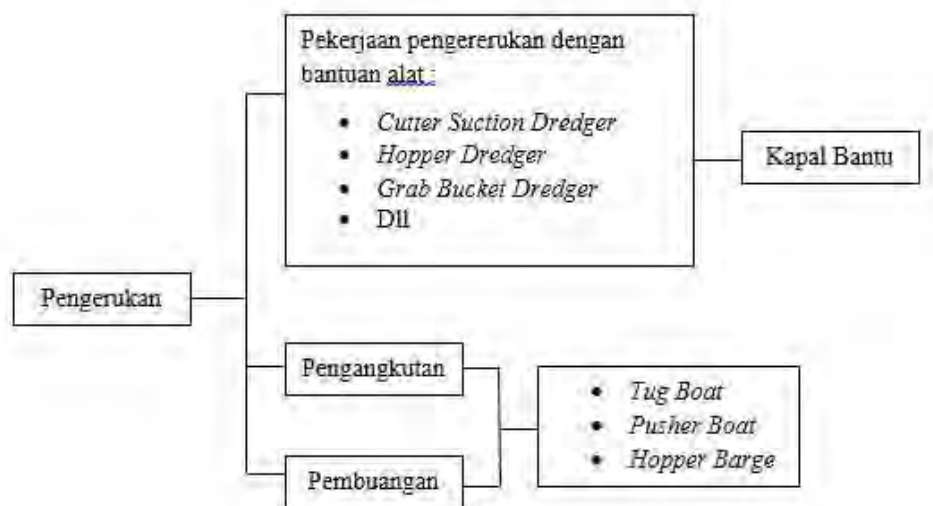 Pekerjaan pengererukan dengan
bantuan alat :
• Cutter Suction Dredger
• Hopper Dredger
• Grab Bucket Dredger
• Dll
Kapal Bantu
Pengerukan
Pengangkutan
• Tug Boat
• Pusher Boat
• Hopper Barge
Pembuangan